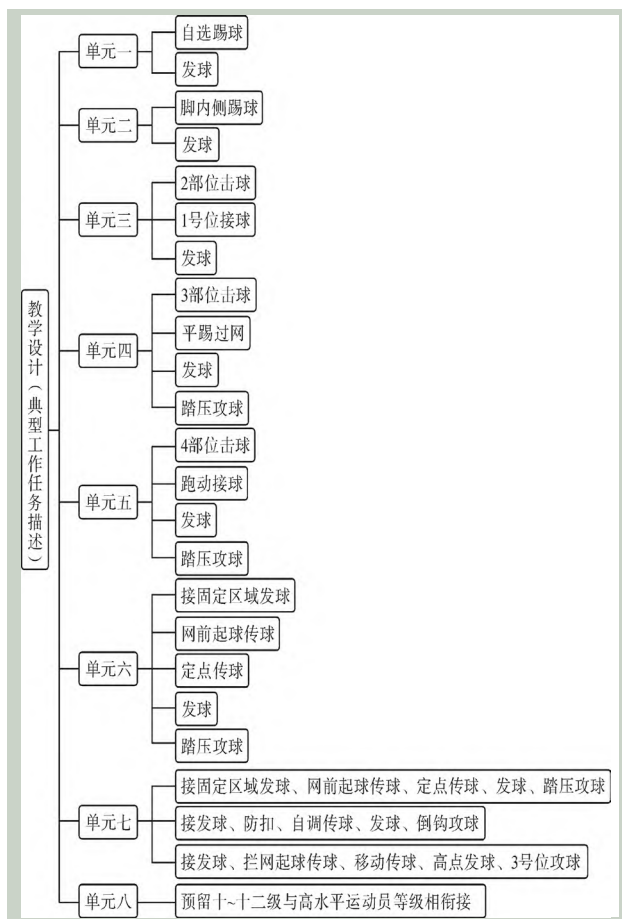 教学设计（典型工作任务描述）
单元一
自选踢球
发球
单元二
脚内侧踢球
发球
单元三
2部位击球
1号位接球
发球
单元四
3部位击球
平踢过网
发球
踏压攻球
单元五
4部位击球
跑动接球
发球
踏压攻球
单元六
接固定区域发球
网前起球传球
定点传球
发球
踏压攻球
单元七
接固定区域发球、网前起球传球、定点传球、发球、踏压攻球
接发球、防扣、自调传球、发球、倒钩攻球
接发球、拦网起球传球、移动传球、高点发球、3号位攻球
单元八
预留十~十二级与高水平运动员等级相衔接